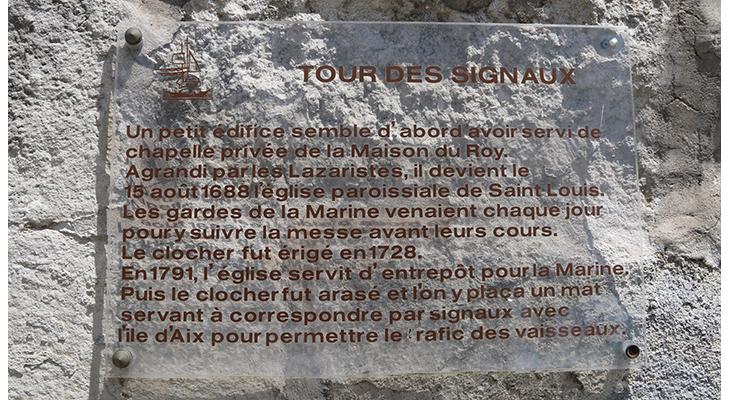 TOUR DES SIGNAUX
Un petit édifice semble d'abord avoir servi de
chapelle privée de la Maison du Roy.
Agrandi par les Lazaristes, il devient le
15 août 1688 l'église paroissiale de Saint Louis.
Les gardes de la Marine venaient chaque jour
pour y suivre la messe avant leurs cours.
Le clocher fut érigé en 1728.
En 1791, l'église servit d'entrepôt pour la Marine.
Puis le clocher fut arasé et l'on y plaça un mât
servant à correspondre par signaux avec
l'île d'Aix pour permettre le rafic des vaisseaux.